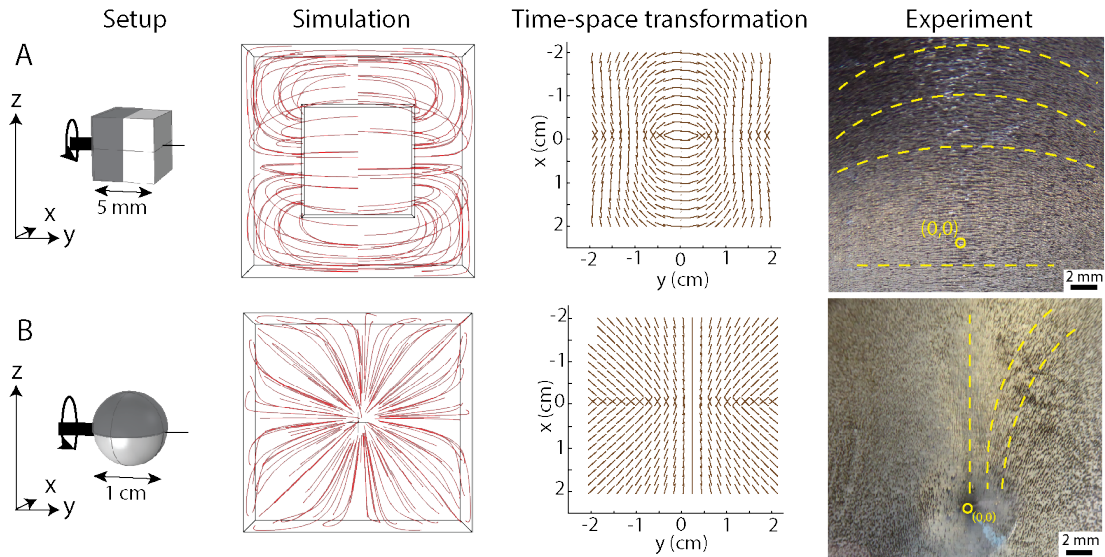 Setup
Simulation
Time-space transformation
Experiment
A
z
x
y
5 mm
-2
-1
0
1
2
x (cm)
-2
-1
0
1
2
y (cm)
(0,0)
2 mm
B
z
x
y
1 cm
-2
-1
0
1
2
x (cm)
-2
-1
0
1
2
y (cm)
(0,0)
2 mm